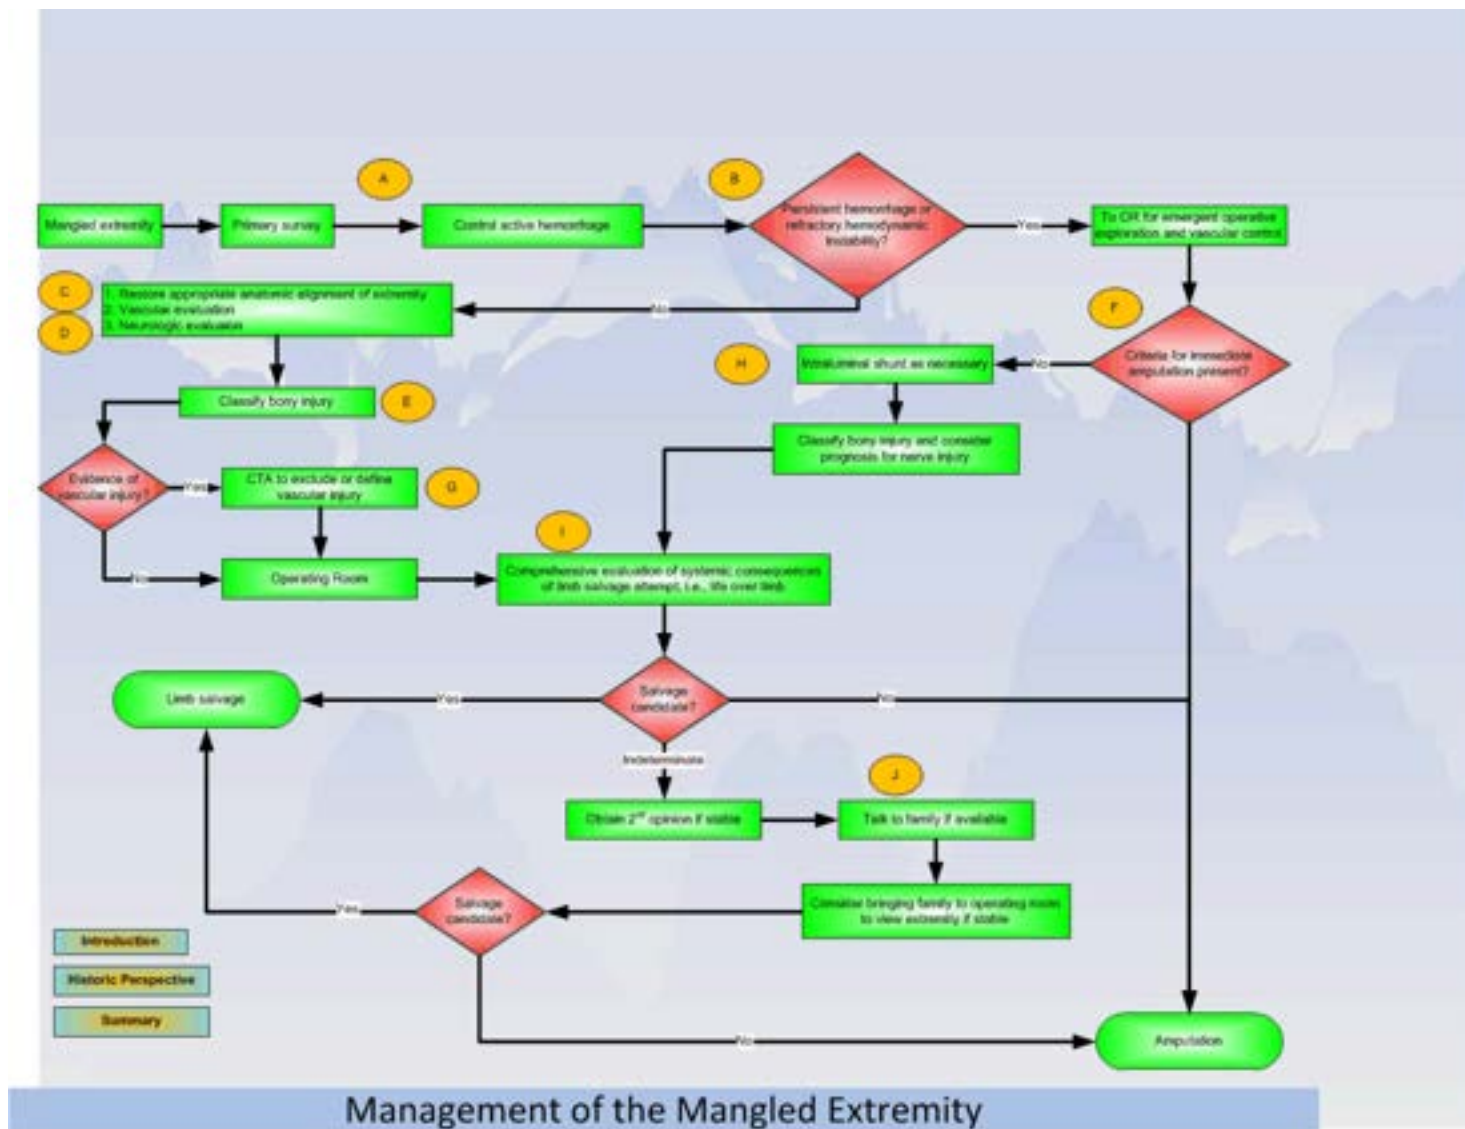 A
B
Mangled extremity
Primary survey
Control active hemorrhage
Persistent hemorrhage or
refractory hemodynamic
instability?
Yes
To OR for emergent operative
exploration and vascular control
C
D
1. Restore appropriate anatomic alignment of extremity
2. Vascular evaluation
3. Neurologic evaluation
No
F
H
Intraluminal shunt as necessary
No
Criteria for immediate
amputation present?
Classify bony injury
E
Classify bony injury and consider
prognosis for nerve injury
Evidence of
vascular injury?
Yes
CTA to exclude or define
vascular injury
G
I
No
Operating Room
Comprehensive evaluation of systemic consequences
of limb salvage attempt, i.e., life over limb
Limb salvage
Yes
Salvage
candidate?
No
Indeterminate
J
Obtain 2nd opinion if stable
Talk to family if available
Yes
Salvage
candidate?
Consider bringing family to operating room
to view extremity if stable
Introduction
Historic Perspective
Summary
No
Amputation
Management of the Mangled Extremity